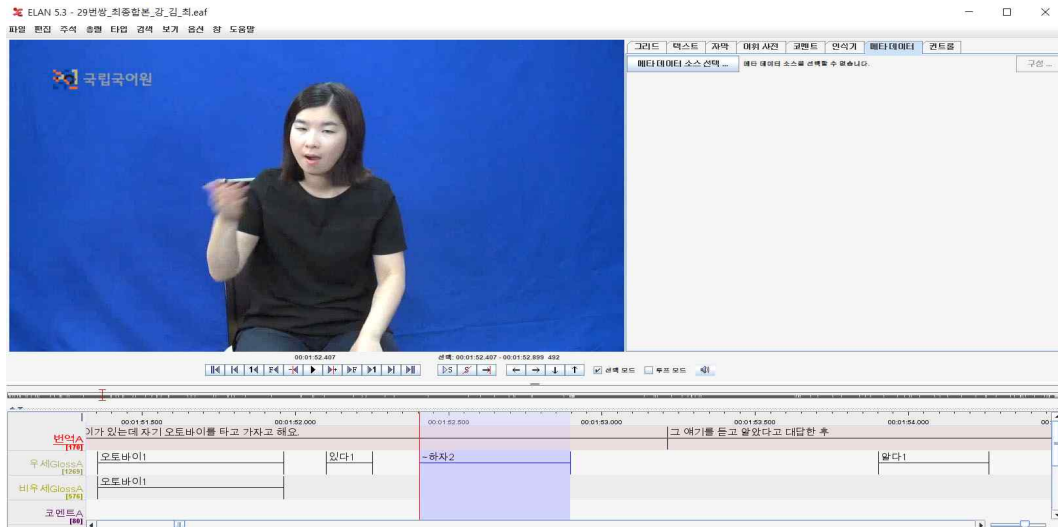 ELAN 5.3 - 29번쌍_최종합본_강_김_최.eaf
파일 편집 주석 층렬 타입 검색 보기 옵션 창 도움말
국립국어원
그리드 텍스트 자막 어휘 사전 코멘트 인식기 메타데이터 컨트롤
메타데이터 소스 선택 ... 메타 데이터 소스를 선택할 수 없습니다. 구성 ...
00:01:52.407 선택: 00:01:52.407 - 00:01:52.899 492
선택 모드 루프 모드
00:01:51.500 00:01:52.000 00:01:52.500 00:01:53.000 00:01:53.500 00:01:54.000
번역A
[170]
이가 있는데 자기 오토바이를 타고 가자고 해요. 그 얘기를 듣고 알았다고 대답한 후
우세GlossA
[1269]
오토바이1 있다1 ~하자2 알다1
비우세GlossA
[576]
오토바이1
코멘트A
[80]